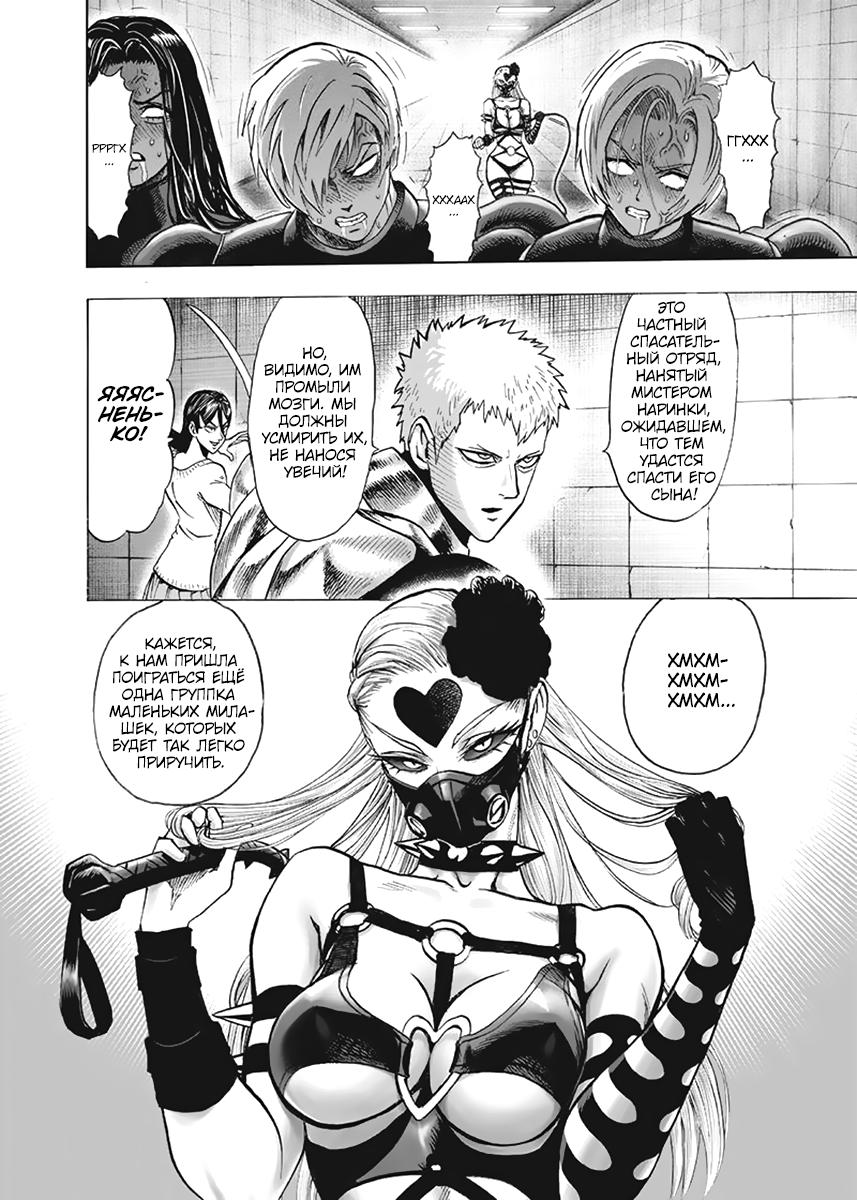 ГГХХХ
...
ХХХААХ
...
РРРГХ
...
ЭТО
ЧАСТНЫЙ
СПАСАТЕЛЬ-
НЫЙ ОТРЯД,
НАНЯТЫЙ
МИСТЕРОМ
НАРИНКИ,
ОЖИДАВШЕМ,
ЧТО ТЕМ
УДАСТСЯ
СПАСТИ ЕГО
СЫНА!
НО,
ВИДИМО, ИМ
ПРОМЫЛИ
МОЗГИ. МЫ
ДОЛЖНЫ
УСМИРИТЬ ИХ,
НЕ НАНОСЯ
УВЕЧИЙ!
ЯЯЯС-
НЕНЬ-
КО!
ХМХМ-
ХМХМ-
ХМХМ...
КАЖЕТСЯ,
К НАМ ПРИШЛА
ПОИГРАТЬСЯ ЕЩЁ
ОДНА ГРУППКА
МАЛЕНЬКИХ МИЛА-
ШЕК, КОТОРЫХ
БУДЕТ ТАК ЛЕГКО
ПРИРУЧИТЬ.